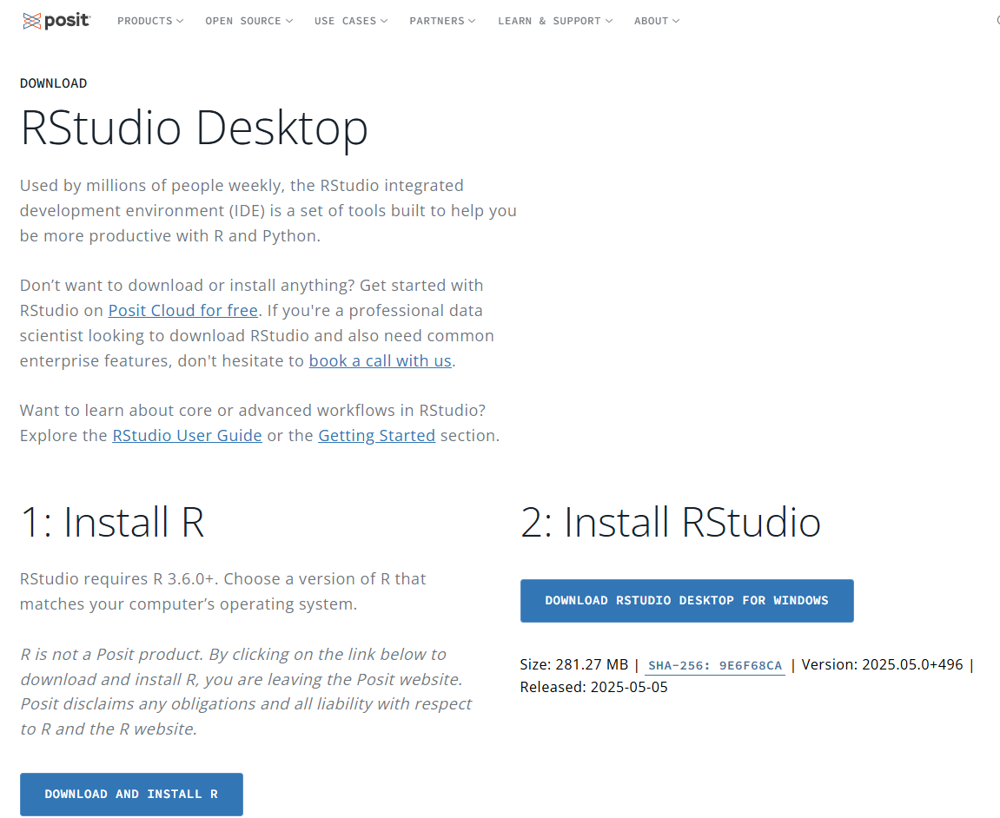 posit
PRODUCTS OPEN SOURCE USE CASES PARTNERS LEARN & SUPPORT ABOUT
DOWNLOAD
RStudio Desktop
Used by millions of people weekly, the RStudio integrated
development environment (IDE) is a set of tools built to help you
be more productive with R and Python.
Don’t want to download or install anything? Get started with
RStudio on Posit Cloud for free. If you're a professional data
scientist looking to download RStudio and also need common
enterprise features, don't hesitate to book a call with us.
Want to learn about core or advanced workflows in RStudio?
Explore the RStudio User Guide or the Getting Started section.
1: Install R
RStudio requires R 3.6.0+. Choose a version of R that
matches your computer’s operating system.
R is not a Posit product. By clicking on the link below to
download and install R, you are leaving the Posit website.
Posit disclaims any obligations and all liability with respect
to R and the R website.
DOWNLOAD AND INSTALL R
2: Install RStudio
DOWNLOAD RSTUDIO DESKTOP FOR WINDOWS
Size: 281.27 MB | SHA-256: 9E6F68CA | Version: 2025.05.0+496 |
Released: 2025-05-05